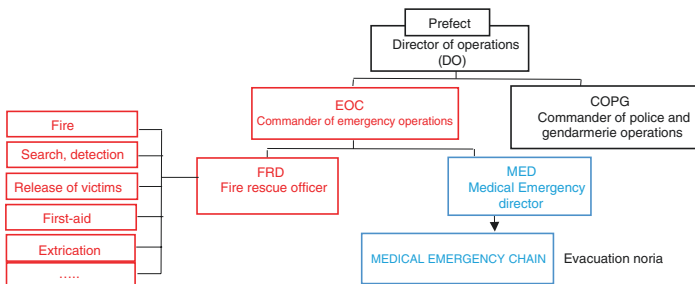 Prefect
Director of operations
(DO)
EOC
Commander of emergency operations
COPG
Commander of police and
gendarmerie operations
Fire
Search, detection
Release of victims
First-aid
Extrication
.....
FRD
Fire rescue officer
MED
Medical Emergency
director
MEDICAL EMERGENCY CHAIN
Evacuation noria